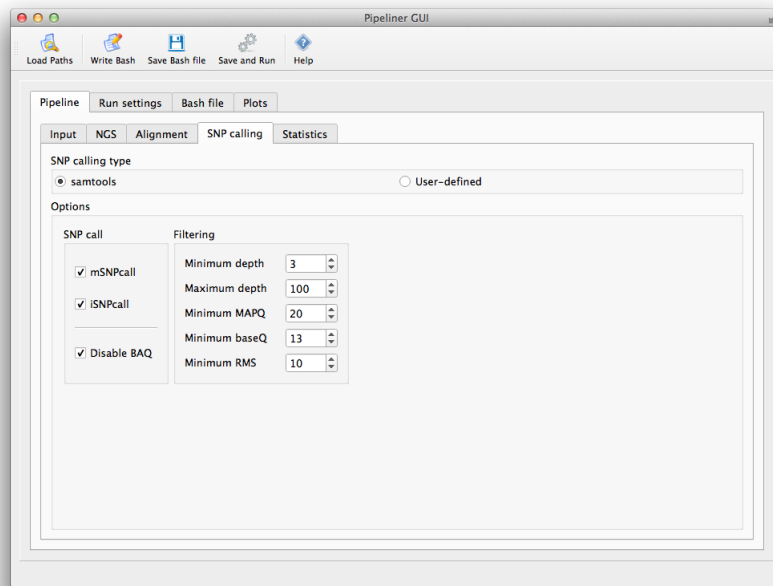 Pipeliner GUI
Load Paths Write Bash Save Bash file Save and Run Help
Pipeline Run settings Bash file Plots
Input NGS Alignment SNP calling Statistics
SNP calling type
samtools User-defined
Options
SNP call Filtering
mSNPcall
iSNPcall
Disable BAQ
Minimum depth 3
Maximum depth 100
Minimum MAPQ 20
Minimum baseQ 13
Minimum RMS 10